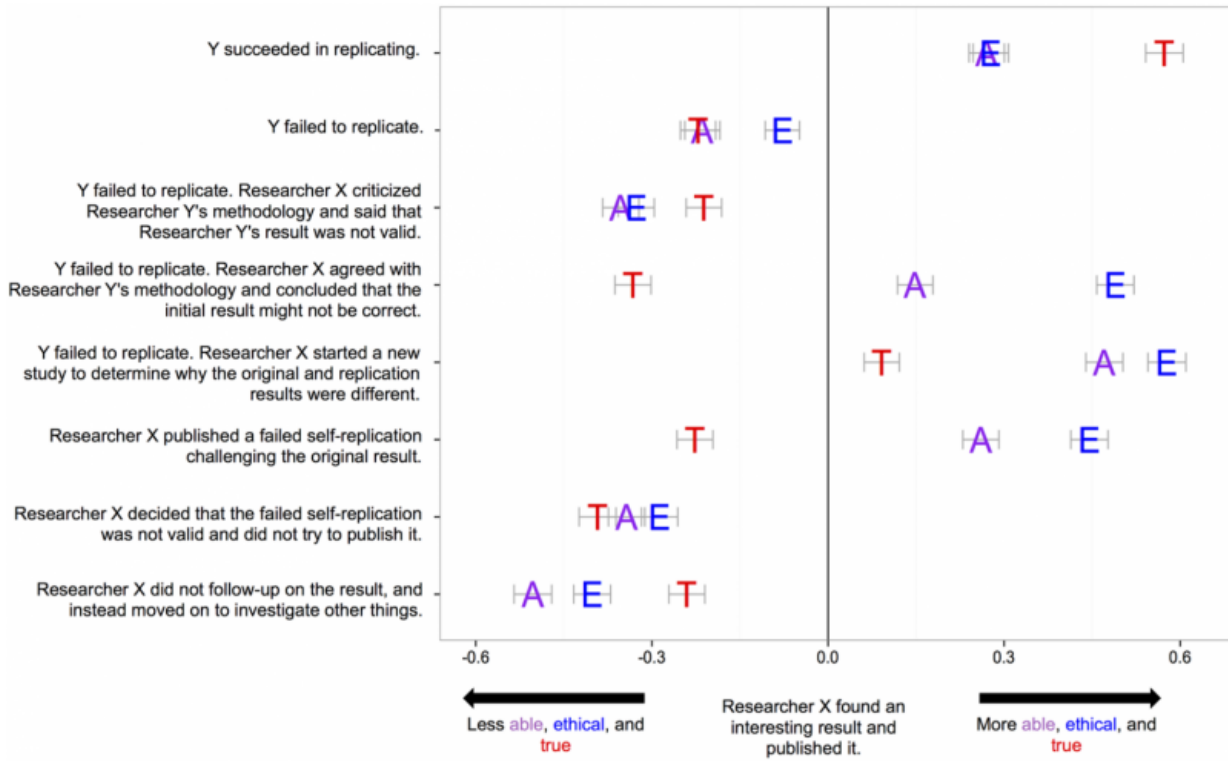 Y succeeded in replicating.
A E T
Y failed to replicate.
T A E
Y failed to replicate. Researcher X criticized
Researcher Y's methodology and said that
Researcher Y's result was not valid.
A E T
Y failed to replicate. Researcher X agreed with
Researcher Y's methodology and concluded that the
initial result might not be correct.
T A E
Y failed to replicate. Researcher X started a new
study to determine why the original and replication
results were different.
T A E
Researcher X published a failed self-replication
challenging the original result.
T A E
Researcher X decided that the failed self-replication
was not valid and did not try to publish it.
T A E
Researcher X did not follow-up on the result, and
instead moved on to investigate other things.
A E T
-0.6 -0.3 0.0 0.3 0.6
Less able, ethical, and
true
Researcher X found an
interesting result and
published it.
More able, ethical, and
true